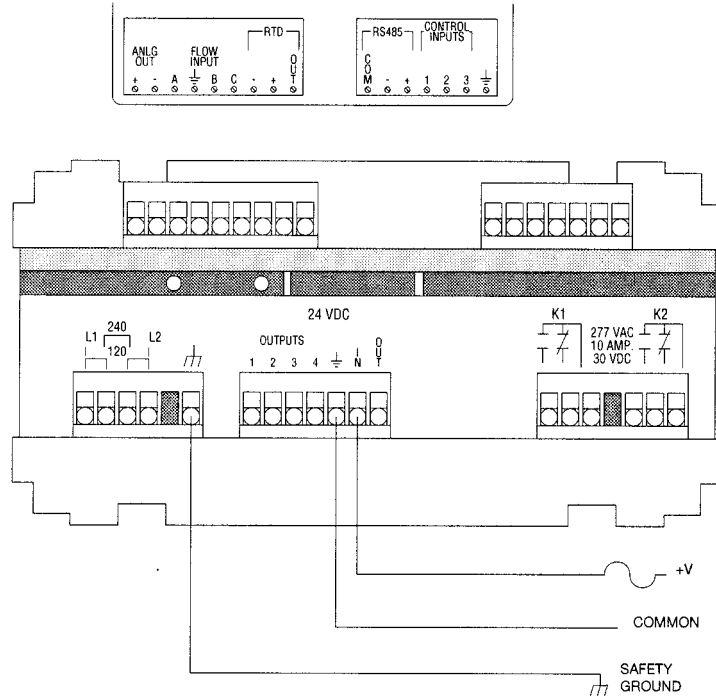 RTD
ANLG OUT
FLOW INPUT
OUT
+ - A B C - +
RS485
CONTROL INPUTS
COM
- + 1 2 3
24 VDC
L1 240 L2
120
OUTPUTS
1 2 3 4
IN
OUT
K1
277 VAC
10 AMP.
30 VDC
K2
+V
COMMON
SAFETY
GROUND